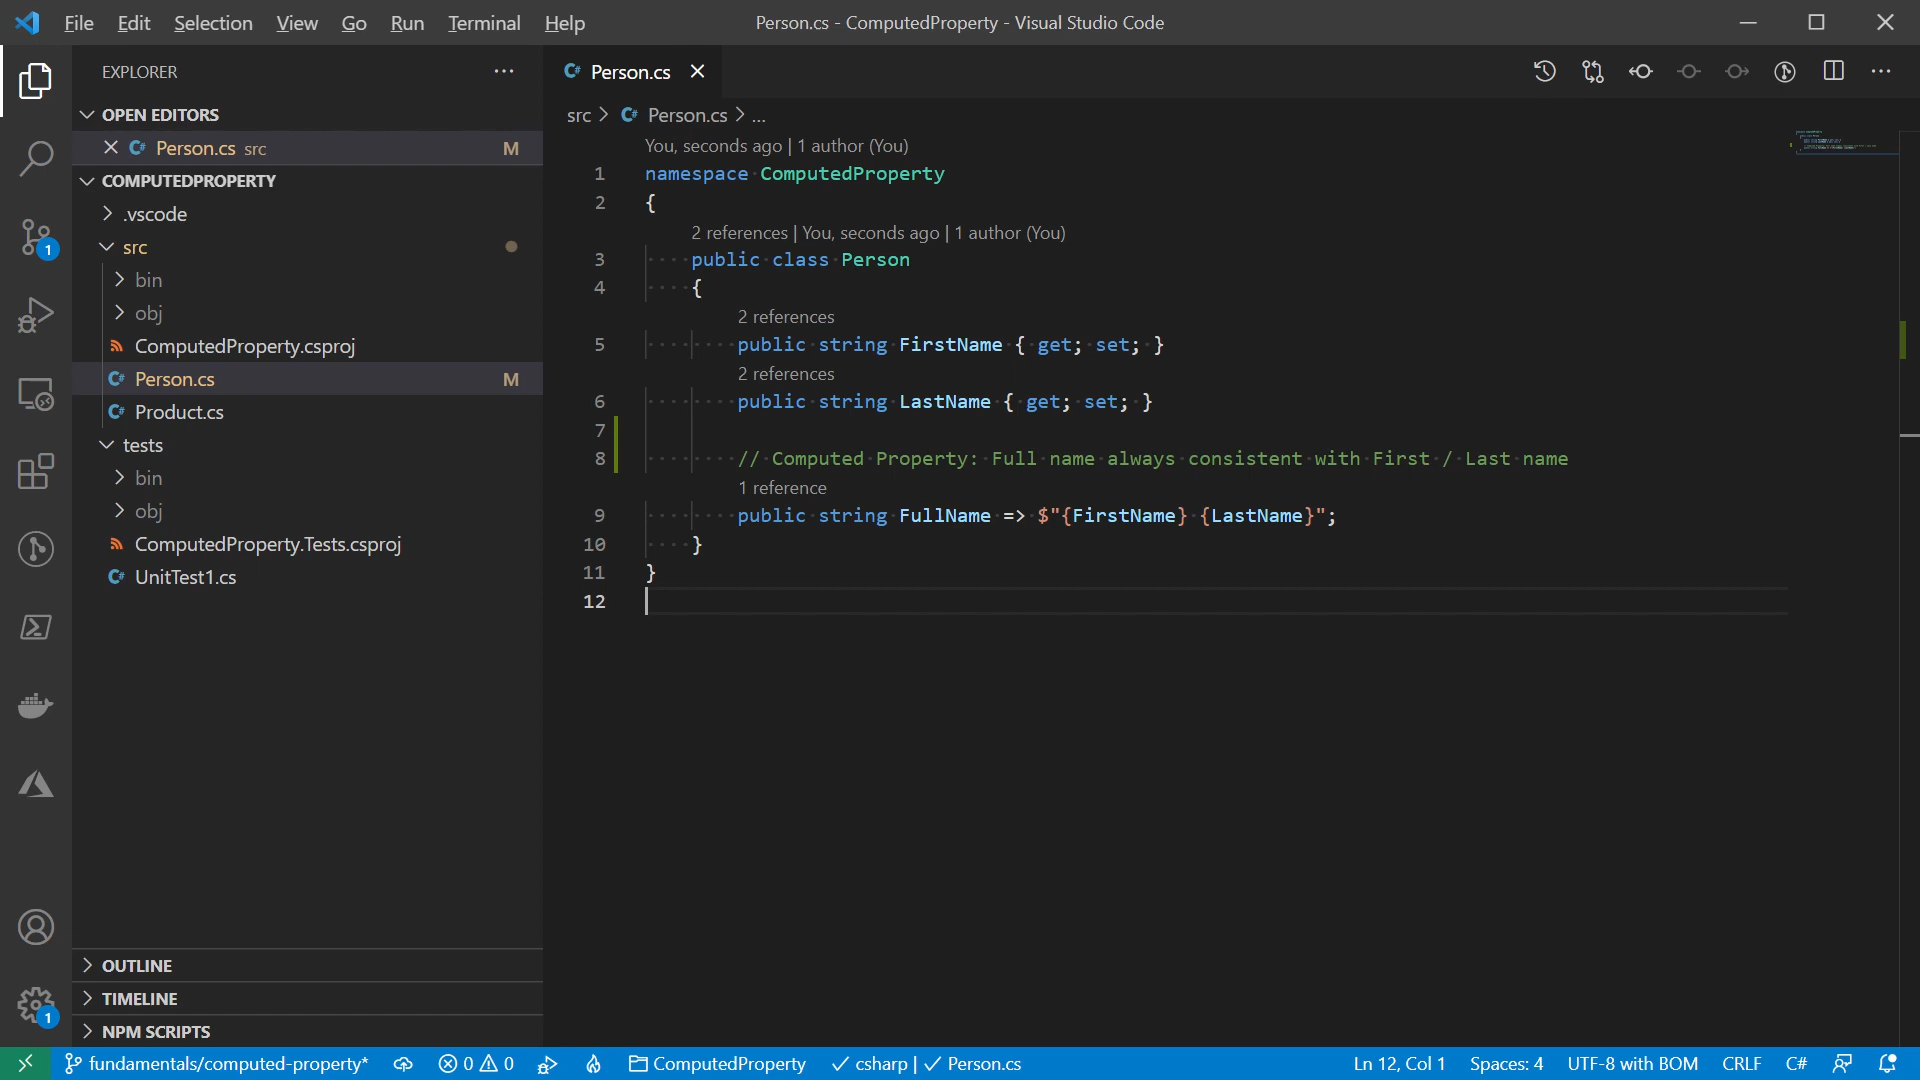 File Edit Selection View Go Run Terminal Help
Person.cs - ComputedProperty - Visual Studio Code
EXPLORER
OPEN EDITORS
Person.cs src M
COMPUTEDPROPERTY
.vscode
src
bin
obj
ComputedProperty.csproj
Person.cs M
Product.cs
tests
bin
obj
ComputedProperty.Tests.csproj
UnitTest1.cs
OUTLINE
TIMELINE
NPM SCRIPTS
1
1
Person.cs
src > Person.cs > ...
You, seconds ago | 1 author (You)
1 namespace ComputedProperty
2 {
2 references | You, seconds ago | 1 author (You)
3 public class Person
4 {
2 references
5 public string FirstName { get; set; }
2 references
6 public string LastName { get; set; }
7
8 // Computed Property: Full name always consistent with First / Last name
1 reference
9 public string FullName => $"{FirstName} {LastName}";
10 }
11 }
12
fundamentals/computed-property* 0 0 ComputedProperty ✓ csharp | ✓ Person.cs Ln 12, Col 1 Spaces: 4 UTF-8 with BOM CRLF C#